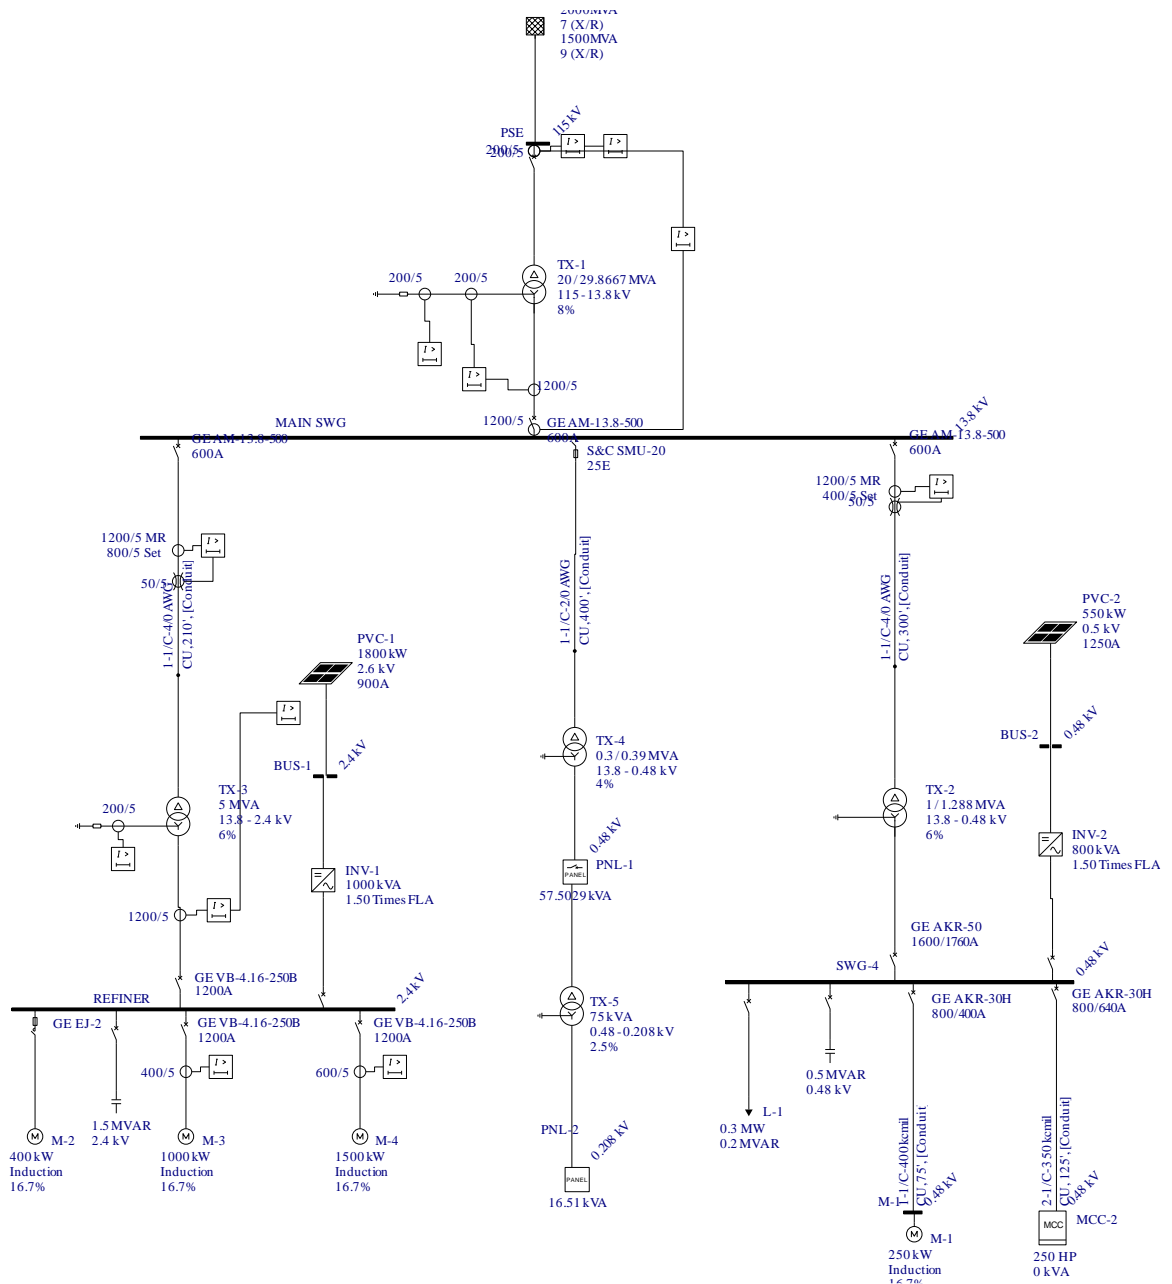 2000MVA
7 (X/R)
1500MVA
9 (X/R)
115 kV
PSE
200/5
200/5
I >
I >
I >
TX-1
20/29.8667 MVA
115 - 13.8 kV
8%
200/5
200/5
I >
I >
1200/5
1200/5
GE AM-13.8-500
600A
MAIN SWG
13.8 kV
GE AM-13.8-500
600A
S&C SMU-20
25E
GE AM-13.8-500
600A
1200/5 MR
800/5 Set
I >
50/5
1-1/C-4/0 AWG
CU, 210', [Conduit]
1-1/C-2/0 AWG
CU, 400', [Conduit]
1200/5 MR
400/5 Set
I >
50/5
1-1/C-4/0 AWG
CU, 300', [Conduit]
PVC-1
1800 kW
2.6 kV
900A
PVC-2
550 kW
0.5 kV
1250A
I >
BUS-1
2.4 kV
TX-4
0.3/0.39 MVA
13.8 - 0.48 kV
4%
BUS-2
0.48 kV
TX-3
5 MVA
13.8 - 2.4 kV
6%
200/5
I >
TX-2
1/1.288 MVA
13.8 - 0.48 kV
6%
0.48 kV
PNL-1
PANEL
57.5029 kVA
INV-1
1000 kVA
1.50 Times FLA
INV-2
800 kVA
1.50 Times FLA
1200/5
I >
GE AKR-50
1600/1760A
SWG-4
0.48 kV
GE VB-4.16-250B
1200A
REFINER
2.4 kV
GE EJ-2
GE VB-4.16-250B
1200A
GE VB-4.16-250B
1200A
TX-5
75 kVA
0.48 - 0.208 kV
2.5%
GE AKR-30H
800/400A
GE AKR-30H
800/640A
400/5
I >
600/5
I >
1.5 MVAR
2.4 kV
0.5 MVAR
0.48 kV
L-1
0.3 MW
0.2 MVAR
M
M-2
400 kW
Induction
16.7%
M
M-3
1000 kW
Induction
16.7%
M
M-4
1500 kW
Induction
16.7%
PNL-2
0.208 kV
PANEL
16.51 kVA
1-1/C-400 kcmil
CU, 75', [Conduit]
0.48 kV
M
M-1
250 kW
Induction
16.7%
2-1/C-350 kcmil
CU, 125', [Conduit]
0.48 kV
MCC
MCC-2
250 HP
0 kVA